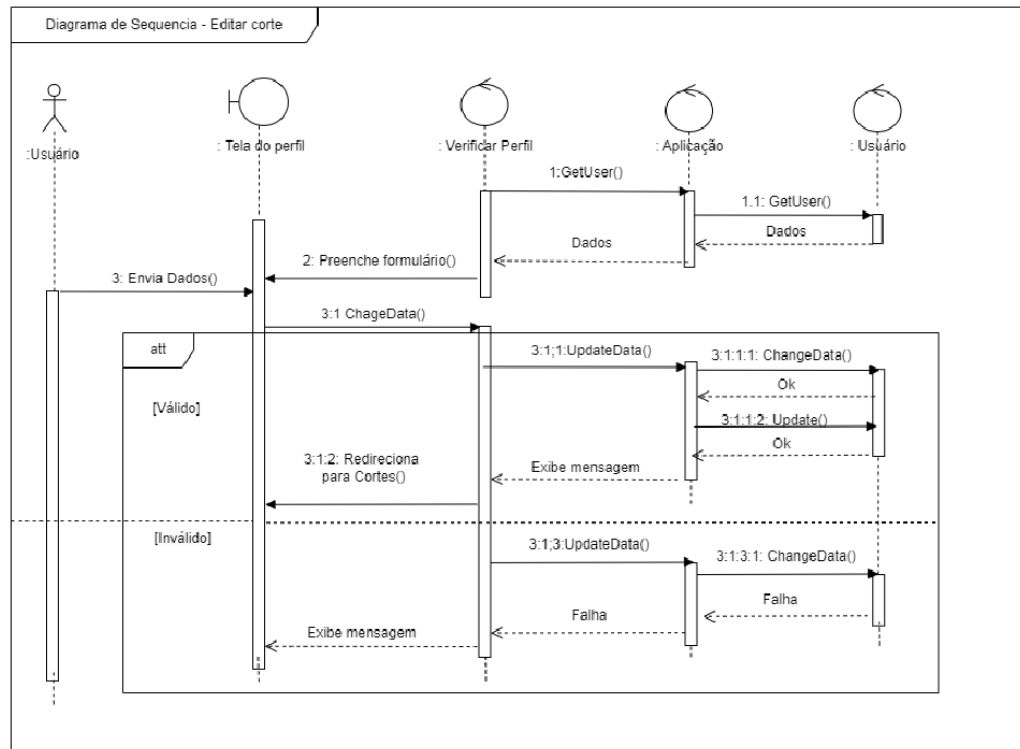 Diagrama de Sequencia - Editar corte
:Usuário
: Tela do perfil
: Verificar Perfil
: Aplicação
: Usuário
1:GetUser()
1.1: GetUser()
Dados
Dados
2: Preenche formulário()
3: Envia Dados()
3:1 ChageData()
att
3:1;1:UpdateData()
3:1:1:1: ChangeData()
Ok
[Válido]
3:1:1:2: Update()
Ok
3:1:2: Redireciona
para Cortes()
Exibe mensagem
[Inválido]
3:1;3:UpdateData()
3:1:3:1: ChangeData()
Falha
Falha
Exibe mensagem